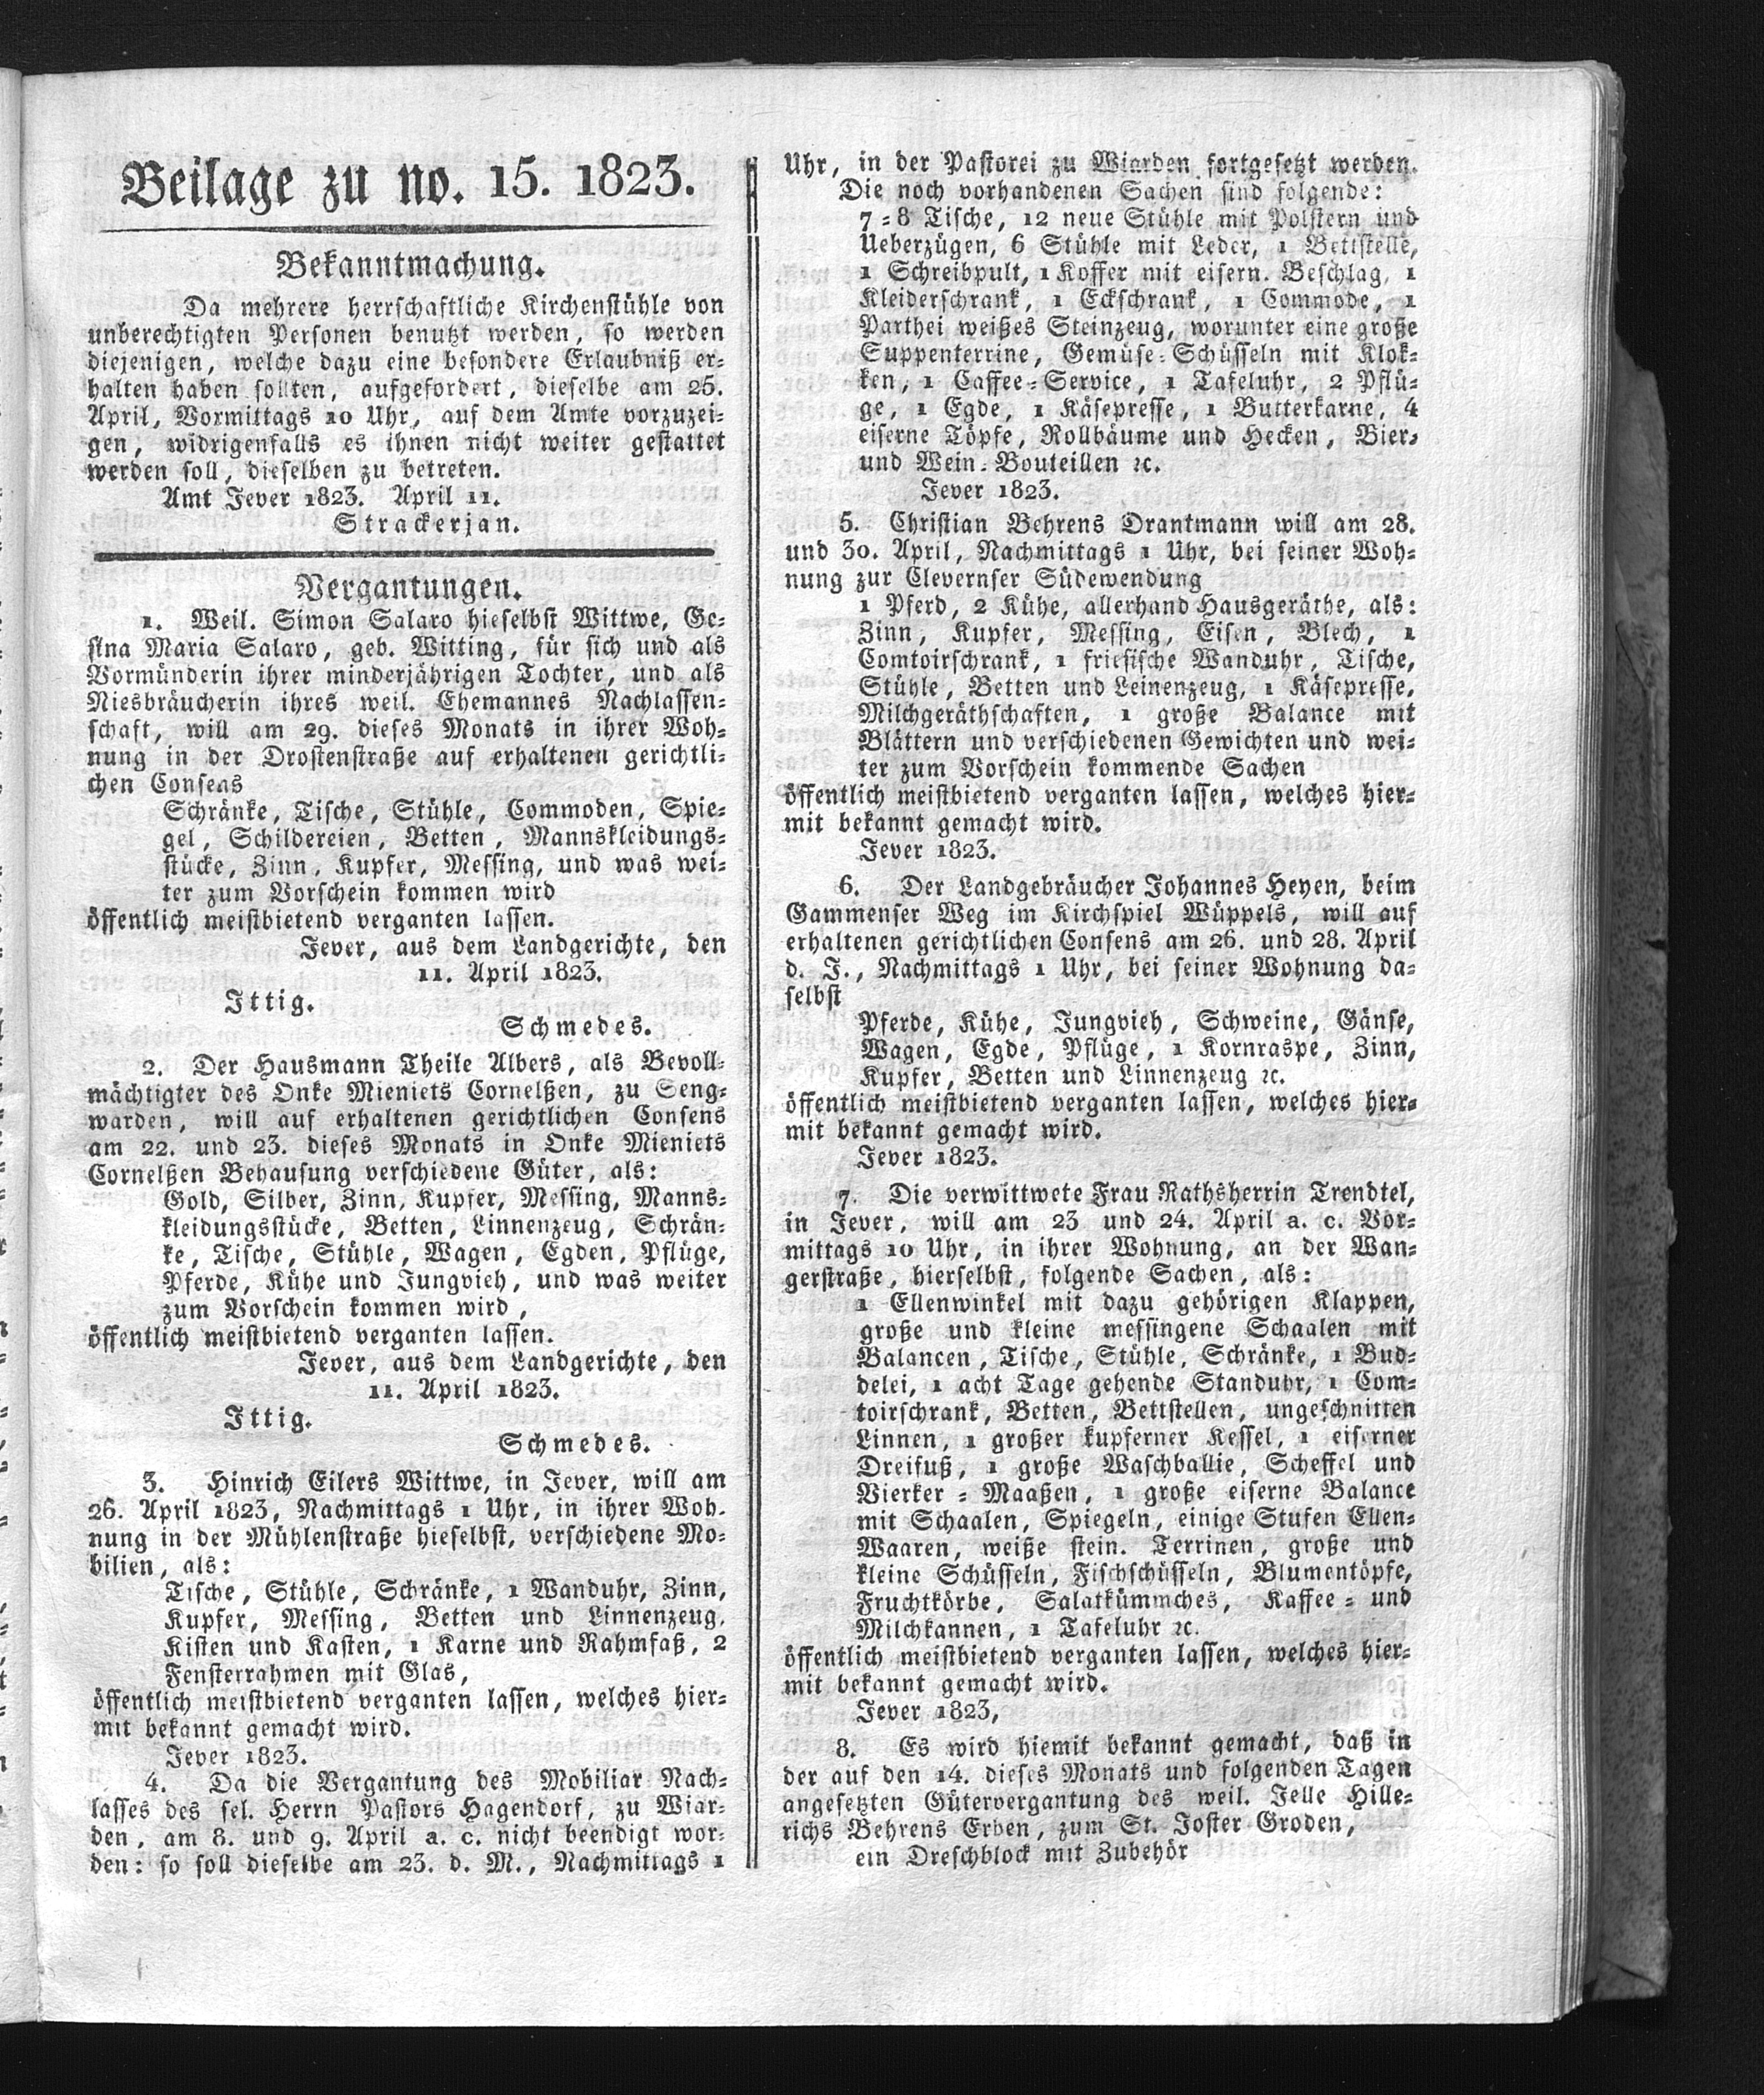 Beilage zu no. 15. 1823.
Bekanntmachung.
Da mehrere herrschaftliche Kirchenstühle von
unberechtigten Personen benutzt werden, so werden
diejenigen, welche dazu eine besondere Erlaubniß er-
halten haben sollten, aufgefordert, dieselbe am 25.
April, Vormittags 10 Uhr, auf dem Amte vorzuzei-
gen, widrigenfalls es ihnen nicht weiter gestattet
werden soll, dieselben zu betreten.
Amt Jever 1823. April 11.
Strackerjan.
Vergantungen.
1. Weil. Simon Salaro hieselbst Wittwe, Ge-
sina Maria Salaro, geb. Witting, für sich und als
Vormünderin ihrer minderjährigen Tochter, und als
Niesbräucherin ihres weil. Ehemannes Nachlassen-
schaft, will am 29. dieses Monats in ihrer Woh-
nung in der Drostenstraße auf erhaltenen gerichtli-
chen Consens
Schränke, Tische, Stühle, Commoden, Spie-
gel, Schildereien, Betten, Mannskleidungs-
stücke, Zinn, Kupfer, Messing, und was wei-
ter zum Vorschein kommen wird
öffentlich meistbietend verganten lassen.
Jever, aus dem Landgerichte, den
11. April 1823.
Ittig.
Schmedes.
2. Der Hausmann Theile Albers, als Bevoll-
mächtigter des Onke Mieniets Cornelßen, zu Seng-
warden, will auf erhaltenen gerichtlichen Consens
am 22. und 23. dieses Monats in Onke Mieniets
Cornelßen Behausung verschiedene Güter, als:
Gold, Silber, Zinn, Kupfer, Messing, Manns-
kleidungsstücke, Betten, Linnenzeug, Schrän-
ke, Tische, Stühle, Wagen, Egden, Pflüge,
Pferde, Kühe und Jungvieh, und was weiter
zum Vorschein kommen wird,
öffentlich meistbietend verganten lassen.
Jever, aus dem Landgerichte, den
11. April 1823.
Ittig.
Schmedes.
3. Hinrich Eilers Wittwe, in Jever, will am
26. April 1823, Nachmittags 1 Uhr, in ihrer Woh-
nung in der Mühlenstraße hieselbst, verschiedene Mo-
bilien, als:
Tische, Stühle, Schränke, 1 Wanduhr, Zinn,
Kupfer, Messing, Betten und Linnenzeug,
Kisten und Kasten, 1 Karne und Rahmfaß, 2
Fensterrahmen mit Glas,
öffentlich meistbietend verganten lassen, welches hier-
mit bekannt gemacht wird.
Jever 1823.
4. Da die Vergantung des Mobiliar Nach-
lasses des sel. Herrn Pastors Hagendorf, zu Wiar-
den, am 8. und 9. April a. c. nicht beendigt wor-
den: so soll dieselbe am 23. d. M., Nachmittags 1
Uhr, in der Pastorei zu Wiarden fortgesetzt werden.
Die noch vorhandenen Sachen sind folgende:
7-8 Tische, 12 neue Stühle mit Polstern und
Ueberzügen, 6 Stühle mit Leder, 1 Bettstelle,
1 Schreibpult, 1 Koffer mit eisern. Beschlag, 1
Kleiderschrank, 1 Eckschrank, 1 Commode, 1
Parthei weißes Steinzeug, worunter eine große
Suppenterrine, Gemüse-Schüsseln mit Klok-
ken, 1 Caffee-Service, 1 Tafeluhr, 2 Pflü-
ge, 1 Egde, 1 Käsepresse, 1 Butterkarne, 4
eiserne Töpfe, Rollbäume und Hecken, Bier-
und Wein-Bouteillen ꝛc.
Jever 1823.
5. Christian Behrens Drantmann will am 28.
und 30. April, Nachmittags 1 Uhr, bei seiner Woh-
nung zur Clevernser Südewendung
1 Pferd, 2 Kühe, allerhand Hausgeräthe, als:
Zinn, Kupfer, Messing, Eisen, Blech, 1
Comtoirschrank, 1 friesische Wanduhr, Tische,
Stühle, Betten und Leinenzeug, 1 Käsepresse,
Milchgeräthschaften, 1 große Balance mit
Blättern und verschiedenen Gewichten und wei-
ter zum Vorschein kommende Sachen
öffentlich meistbietend verganten lassen, welches hier-
mit bekannt gemacht wird.
Jever 1823.
6. Der Landgebräucher Johannes Heyen, beim
Gammenser Weg im Kirchspiel Wüppels, will auf
erhaltenen gerichtlichen Consens am 26. und 28. April
d. J., Nachmittags 1 Uhr, bei seiner Wohnung da-
selbst
Pferde, Kühe, Jungvieh, Schweine, Gänse,
Wagen, Egde, Pflüge, 1 Kornraspe, Zinn,
Kupfer, Betten und Linnenzeug ꝛc.
öffentlich meistbietend verganten lassen, welches hier-
mit bekannt gemacht wird.
Jever 1823.
7. Die verwittwete Frau Rathsherrin Trendtel,
in Jever, will am 23 und 24. April a. c. Vor-
mittags 10 Uhr, in ihrer Wohnung, an der Wan-
gerstraße, hierselbst, folgende Sachen, als:
1 Ellenwinkel mit dazu gehörigen Klappen,
große und kleine messingene Schaalen mit
Balancen, Tische, Stühle, Schränke, 1 Bud-
delei, 1 acht Tage gehende Standuhr, 1 Com-
toirschrank, Betten, Bettstellen, ungeschnitten
Linnen, 1 großer kupferner Kessel, 1 eiserner
Dreifuß, 1 große Waschballie, Scheffel und
Vierker-Maaßen, 1 große eiserne Balance
mit Schaalen, Spiegeln, einige Stufen Ellen-
Waaren, weiße stein. Terrinen, große und
kleine Schüsseln, Fischschüsseln, Blumentöpfe,
Fruchtkörbe, Salatkümmches, Kaffee- und
Milchkannen, 1 Tafeluhr ꝛc.
öffentlich meistbietend verganten lassen, welches hier-
mit bekannt gemacht wird.
Jever 1823,
8. Es wird hiemit bekannt gemacht, daß in
der auf den 14. dieses Monats und folgenden Tagen
angesetzten Gütervergantung des weil. Jelle Hille-
richs Behrens Erben, zum St. Joster Groden,
ein Dreschblock mit Zubehör